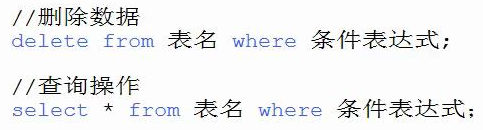 //删除数据
delete from 表名 where 条件表达式;
//查询操作
select * from 表名 where 条件表达式;